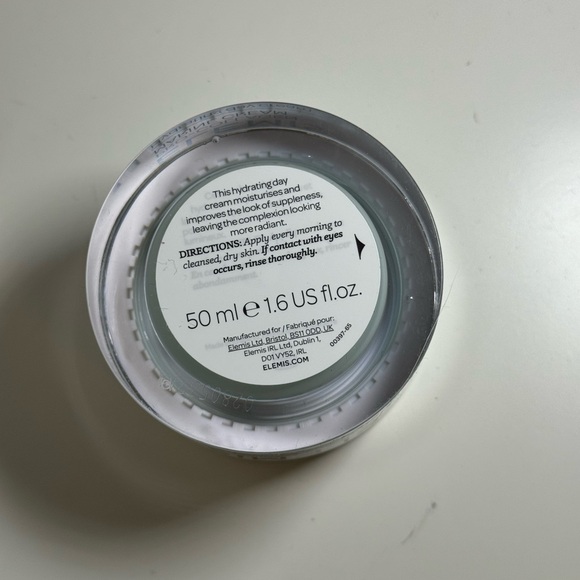 This hydrating day
cream moisturises and
improves the look of suppleness,
leaving the complexion looking
more radiant.
DIRECTIONS: Apply every morning to
cleansed, dry skin. If contact with eyes
occurs, rinse thoroughly.
50 ml e 1.6 US fl.oz.
Manufactured for / Fabriqué pour:
Elemis Ltd, Bristol, BS11 0DD, UK
Elemis IRL Ltd, Dublin 1,
D01 VY52, IRL
ELEMIS.COM
00397-65